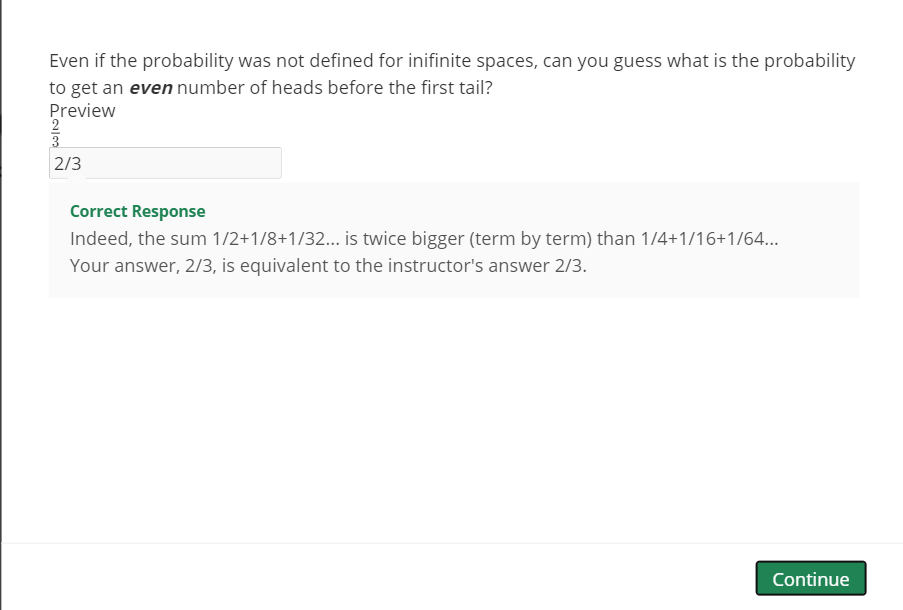 Even if the probability was not defined for inifinite spaces, can you guess what is the probability
to get an even number of heads before the first tail?
Preview
2
3
2/3
Correct Response
Indeed, the sum 1/2+1/8+1/32... is twice bigger (term by term) than 1/4+1/16+1/64...
Your answer, 2/3, is equivalent to the instructor's answer 2/3.
Continue